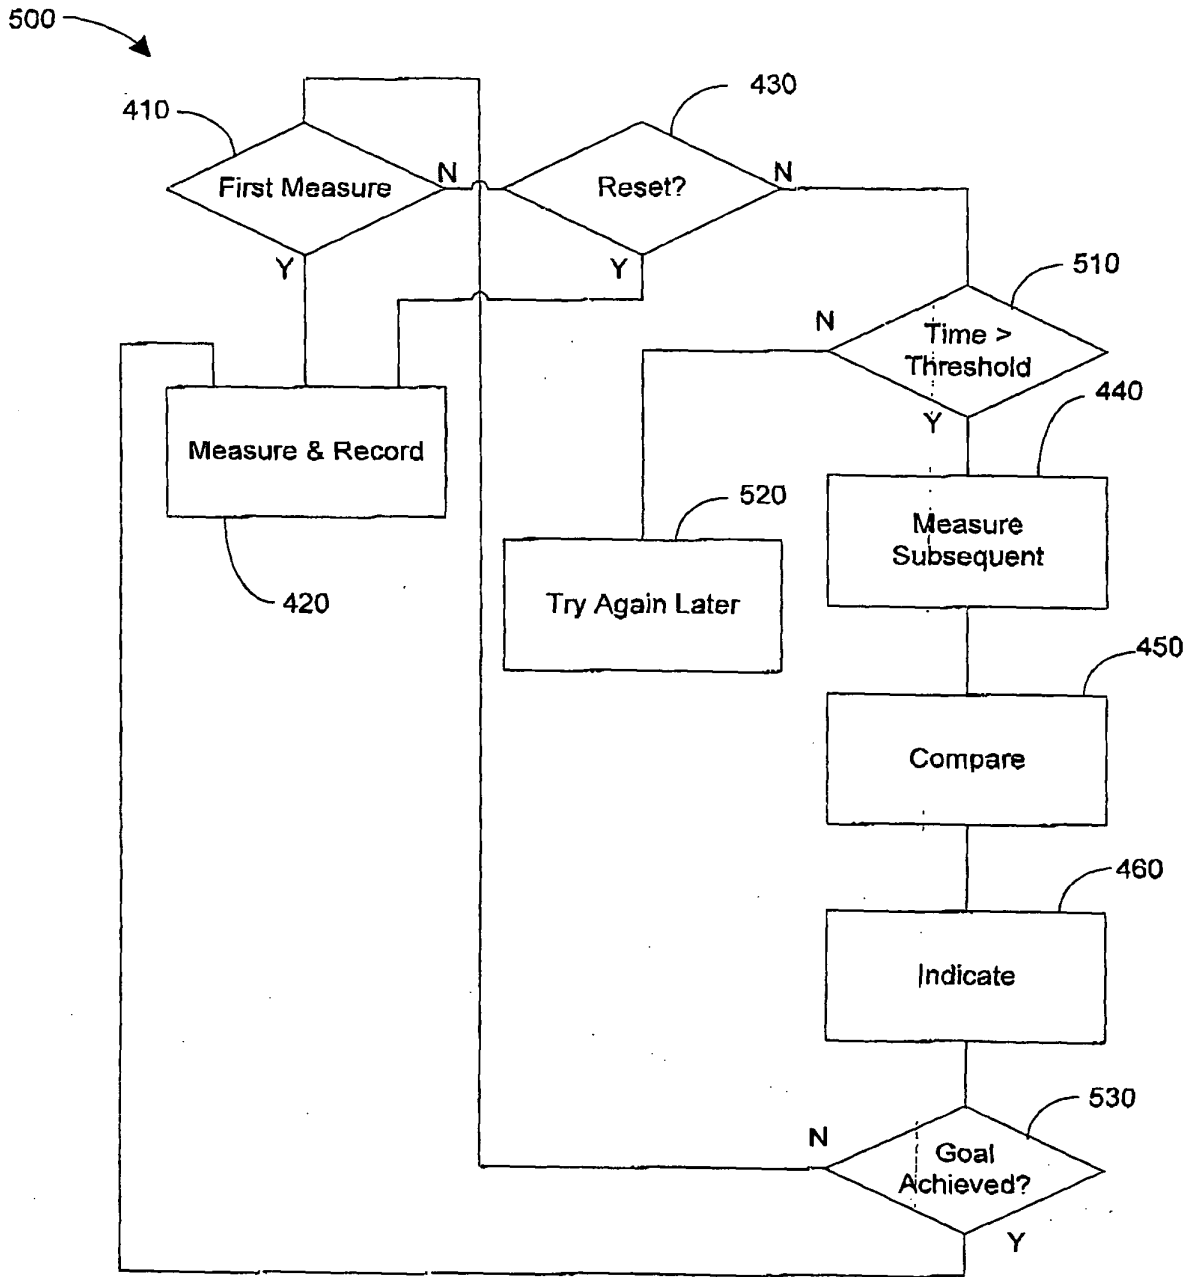 500
410
430
First Measure
N
Reset?
N
Y
Y
510
N
Time >
Threshold
440
Y
Measure & Record
520
Measure
Subsequent
420
Try Again Later
450
Compare
460
Indicate
530
N
Goal
Achieved?
Y